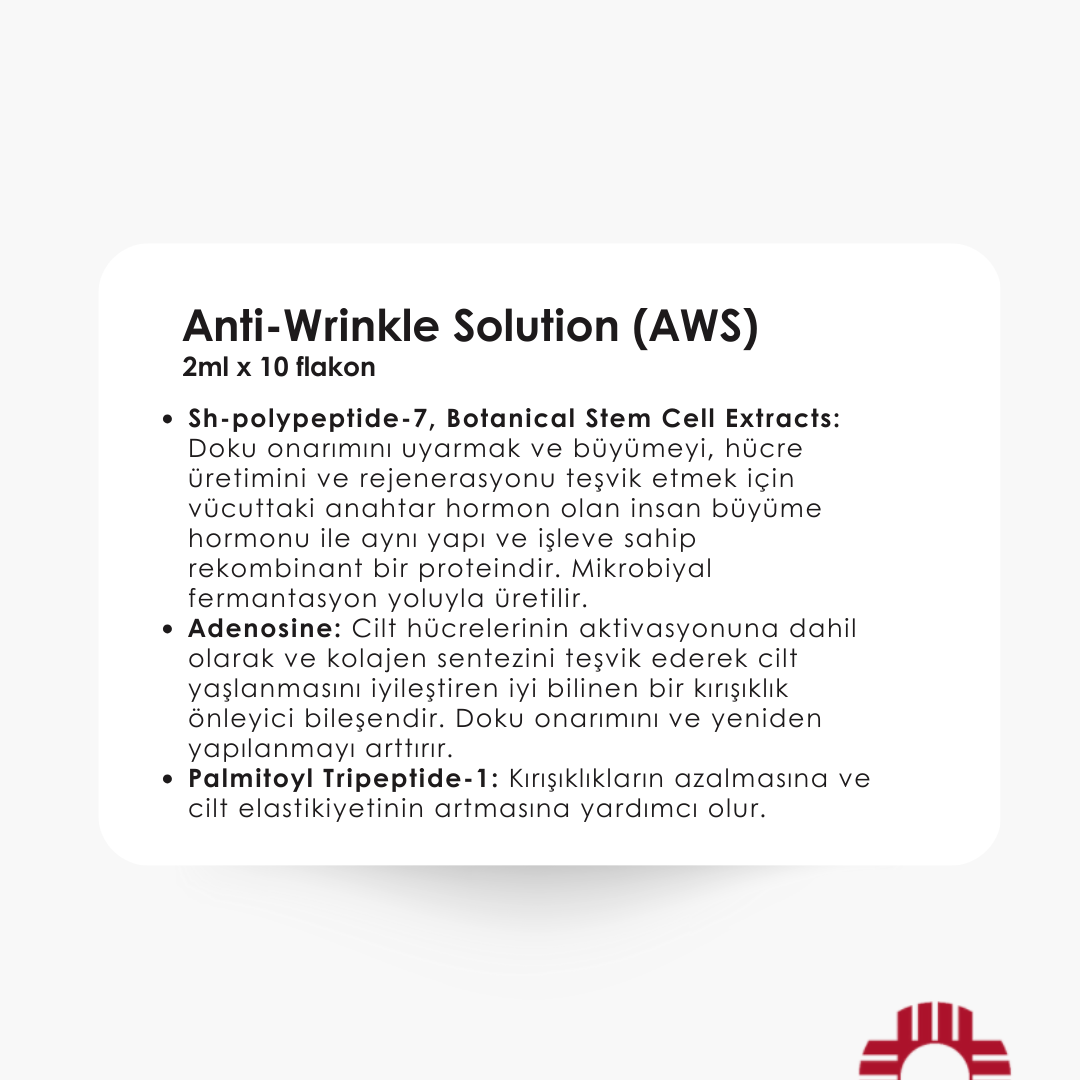 Anti-Wrinkle Solution (AWS)
2ml x 10 flakon
• Sh-polypeptide-7, Botanical Stem Cell Extracts:
Doku onarımını uyarmak ve büyümeyi, hücre
üretimini ve rejenerasyonu teşvik etmek için
vücuttaki anahtar hormon olan insan büyüme
hormonu ile aynı yapı ve işleve sahip
rekombinant bir proteindir. Mikrobiyal
fermantasyon yoluyla üretilir.
• Adenosine: Cilt hücrelerinin aktivasyonuna dahil
olarak ve kolajen sentezini teşvik ederek cilt
yaşlanmasını iyileştiren iyi bilinen bir kırışıklık
önleyici bileşendir. Doku onarımını ve yeniden
yapılanmayı arttırır.
• Palmitoyl Tripeptide-1: Kırışıklıkların azalmasına ve
cilt elastikiyetinin artmasına yardımcı olur.